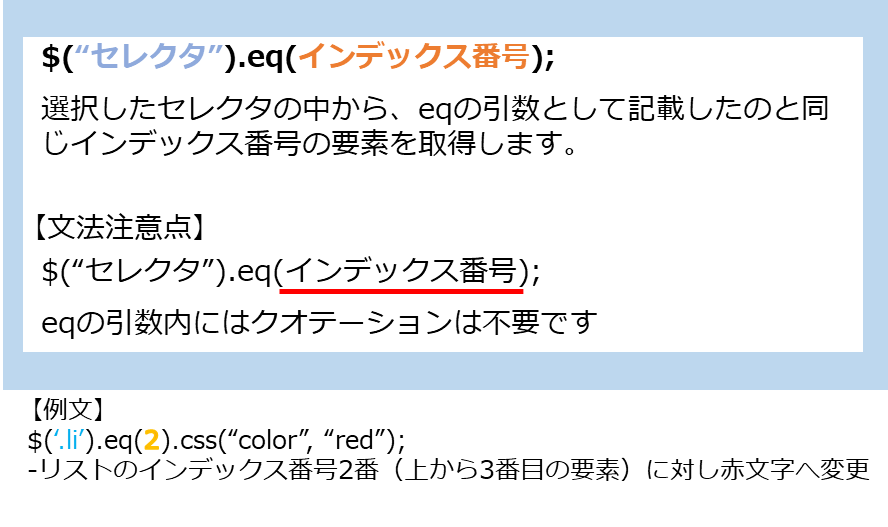 $(“セレクタ”).eq(インデックス番号);
選択したセレクタの中から、eqの引数として記載したのと同
じインデックス番号の要素を取得します。
【文法注意点】
$(“セレクタ”).eq(インデックス番号);
eqの引数内にはクオテーションは不要です
【例文】
$(‘.li’).eq(2).css(“color”, “red”);
-リストのインデックス番号2番（上から3番目の要素）に対し赤文字へ変更